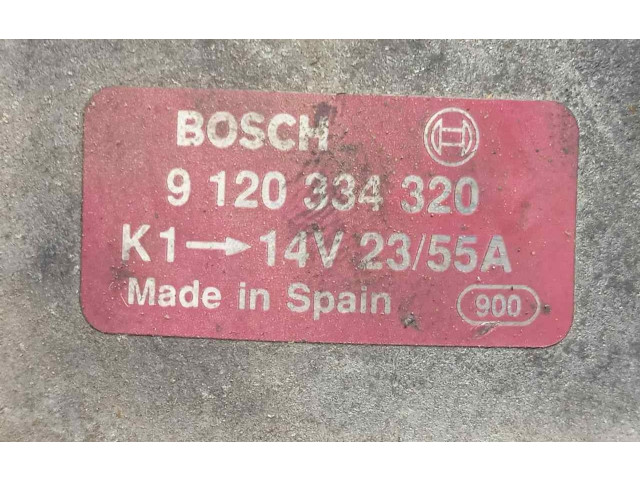 BOSCH
9 120 334 320
K1→14V 23/55A
Made in Spain 900